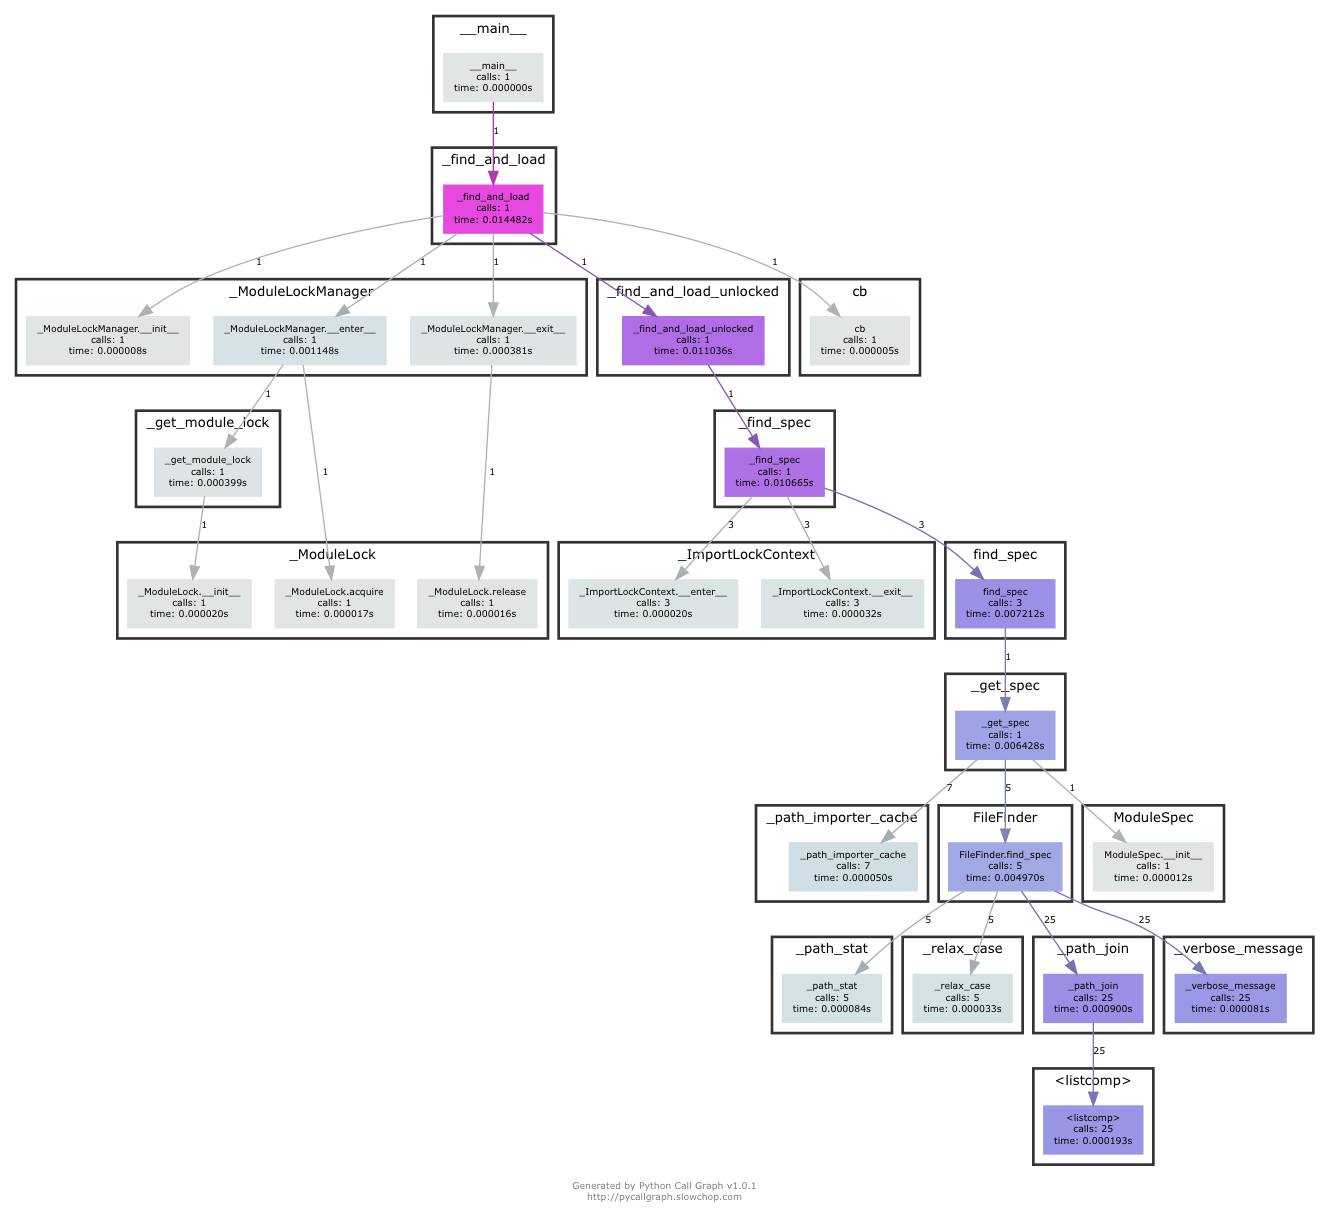 __main__
__main__
calls: 1
time: 0.000000s
1
_find_and_load
_find_and_load
calls: 1
time: 0.014482s
1
1
1
1
1
_ModuleLockManager
_ModuleLockManager.__init__
calls: 1
time: 0.000008s
_ModuleLockManager.__enter__
calls: 1
time: 0.001148s
_ModuleLockManager.__exit__
calls: 1
time: 0.000381s
_find_and_load_unlocked
_find_and_load_unlocked
calls: 1
time: 0.011036s
cb
cb
calls: 1
time: 0.000005s
1
1
1
1
_get_module_lock
_get_module_lock
calls: 1
time: 0.000399s
_find_spec
_find_spec
calls: 1
time: 0.010665s
1
3
3
3
_ModuleLock
_ModuleLock.__init__
calls: 1
time: 0.000020s
_ModuleLock.acquire
calls: 1
time: 0.000017s
_ModuleLock.release
calls: 1
time: 0.000016s
_ImportLockContext
_ImportLockContext.__enter__
calls: 3
time: 0.000020s
_ImportLockContext.__exit__
calls: 3
time: 0.000032s
find_spec
find_spec
calls: 3
time: 0.007212s
1
_get_spec
_get_spec
calls: 1
time: 0.006428s
7
5
1
_path_importer_cache
_path_importer_cache
calls: 7
time: 0.000050s
FileFinder
FileFinder.find_spec
calls: 5
time: 0.004970s
ModuleSpec
ModuleSpec.__init__
calls: 1
time: 0.000012s
5
5
25
25
_path_stat
_path_stat
calls: 5
time: 0.000084s
_relax_case
_relax_case
calls: 5
time: 0.000033s
_path_join
_path_join
calls: 25
time: 0.000900s
_verbose_message
_verbose_message
calls: 25
time: 0.000081s
25
<listcomp>
<listcomp>
calls: 25
time: 0.000193s
Generated by Python Call Graph v1.0.1
http://pycallgraph.slowchop.com